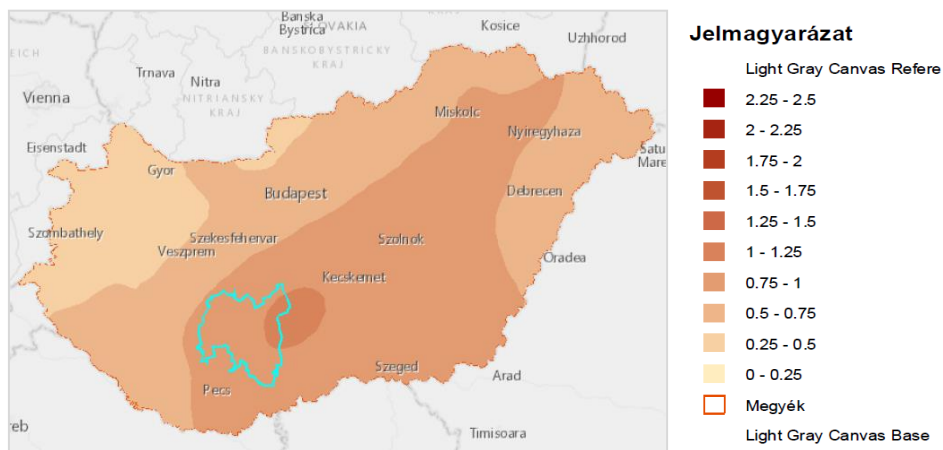 Banska
Bystrica
SLOVAKIA
Kosice
Uzhhorod
BANSKOBYSTRICKY
KRAJ
Trnava
Nitra
NITRIANSKY
KRAJ
Vienna
Miskolc
Nyiregyhaza
Eisenstadt
Satu
Mare
Gyor
Budapest
Debrecen
Szombathely
Szekesfehervar
Veszprem
Szolnok
Oradea
Kecskemet
Szeged
Arad
Pecs
Timisoara
Jelmagyarázat
Light Gray Canvas Refere
2.25 - 2.5
2 - 2.25
1.75 - 2
1.5 - 1.75
1.25 - 1.5
1 - 1.25
0.75 - 1
0.5 - 0.75
0.25 - 0.5
0 - 0.25
Megyék
Light Gray Canvas Base